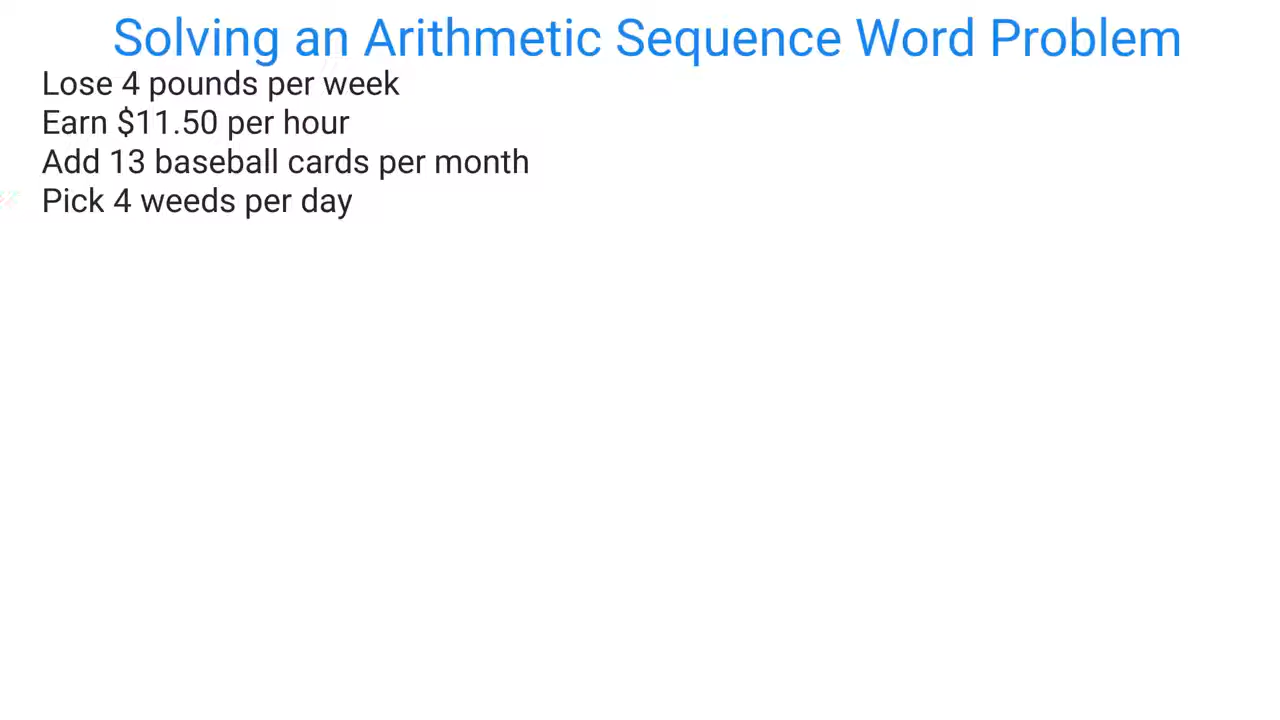 Solving an Arithmetic Sequence Word Problem
Lose 4 pounds per week
Earn $11.50 per hour
Add 13 baseball cards per month
Pick 4 weeds per day